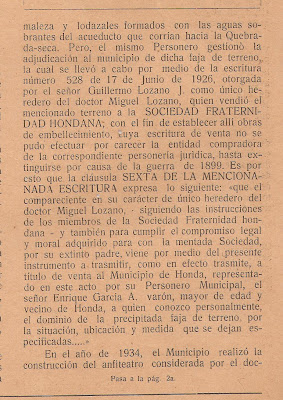 maleza y lodazales formados con las aguas so-
brantes del acueducto que corrían hacia la Quebra-
da-seca. Pero, el mismo Personero gestionó la
adjudicación al municipio de dicha faja de terreno,
la cual se llevó a cabo por medio de la escritura
número 528 de 17 de Junio de 1926, otorgada
por el señor Guillermo Lozano J. como único he-
redero del doctor Miguel Lozano, quien vendió el
mencionado terreno a la SOCIEDAD FRATERNI-
DAD HONDANA; con el fin de establecer allí obras
de embellecimiento, cuya escritura de venta no se
pudo efectuar por carecer la entidad compradora
de la correspondiente personería jurídica, hasta ex-
tinguirse por causa de la guerra de 1899. Es por
esto que la cláusula SEXTA DE LA MENCIO-
NADA ESCRITURA expresa lo siguiente: «que el
compareciente en su carácter de único heredero del
doctor Miguel Lozano, - siguiendo las instrucciones
de los miembros de la Sociedad Fraternidad hon-
dana - y también para cumplir el compromiso legal
y moral adquirido para con la mentada Sociedad,
por su extinto padre, viene por medio del presente
instrumento a trasmitir, como en efecto trasmite, a
título de venta al Municipio de Honda, representa-
do en este acto por su Personero Municipal, el
señor Enrique García A. varón, mayor de edad y
vecino de Honda, a quien conozco personalmente,
el dominio de la precipitada faja de terreno, por
la situación, ubicación y medida que se dejan es-
pecificadas.....»
En el año de 1934, el Municipio realizó la
construcción del anfiteatro considerada por el doc-
Pasa a la pág. 2a.